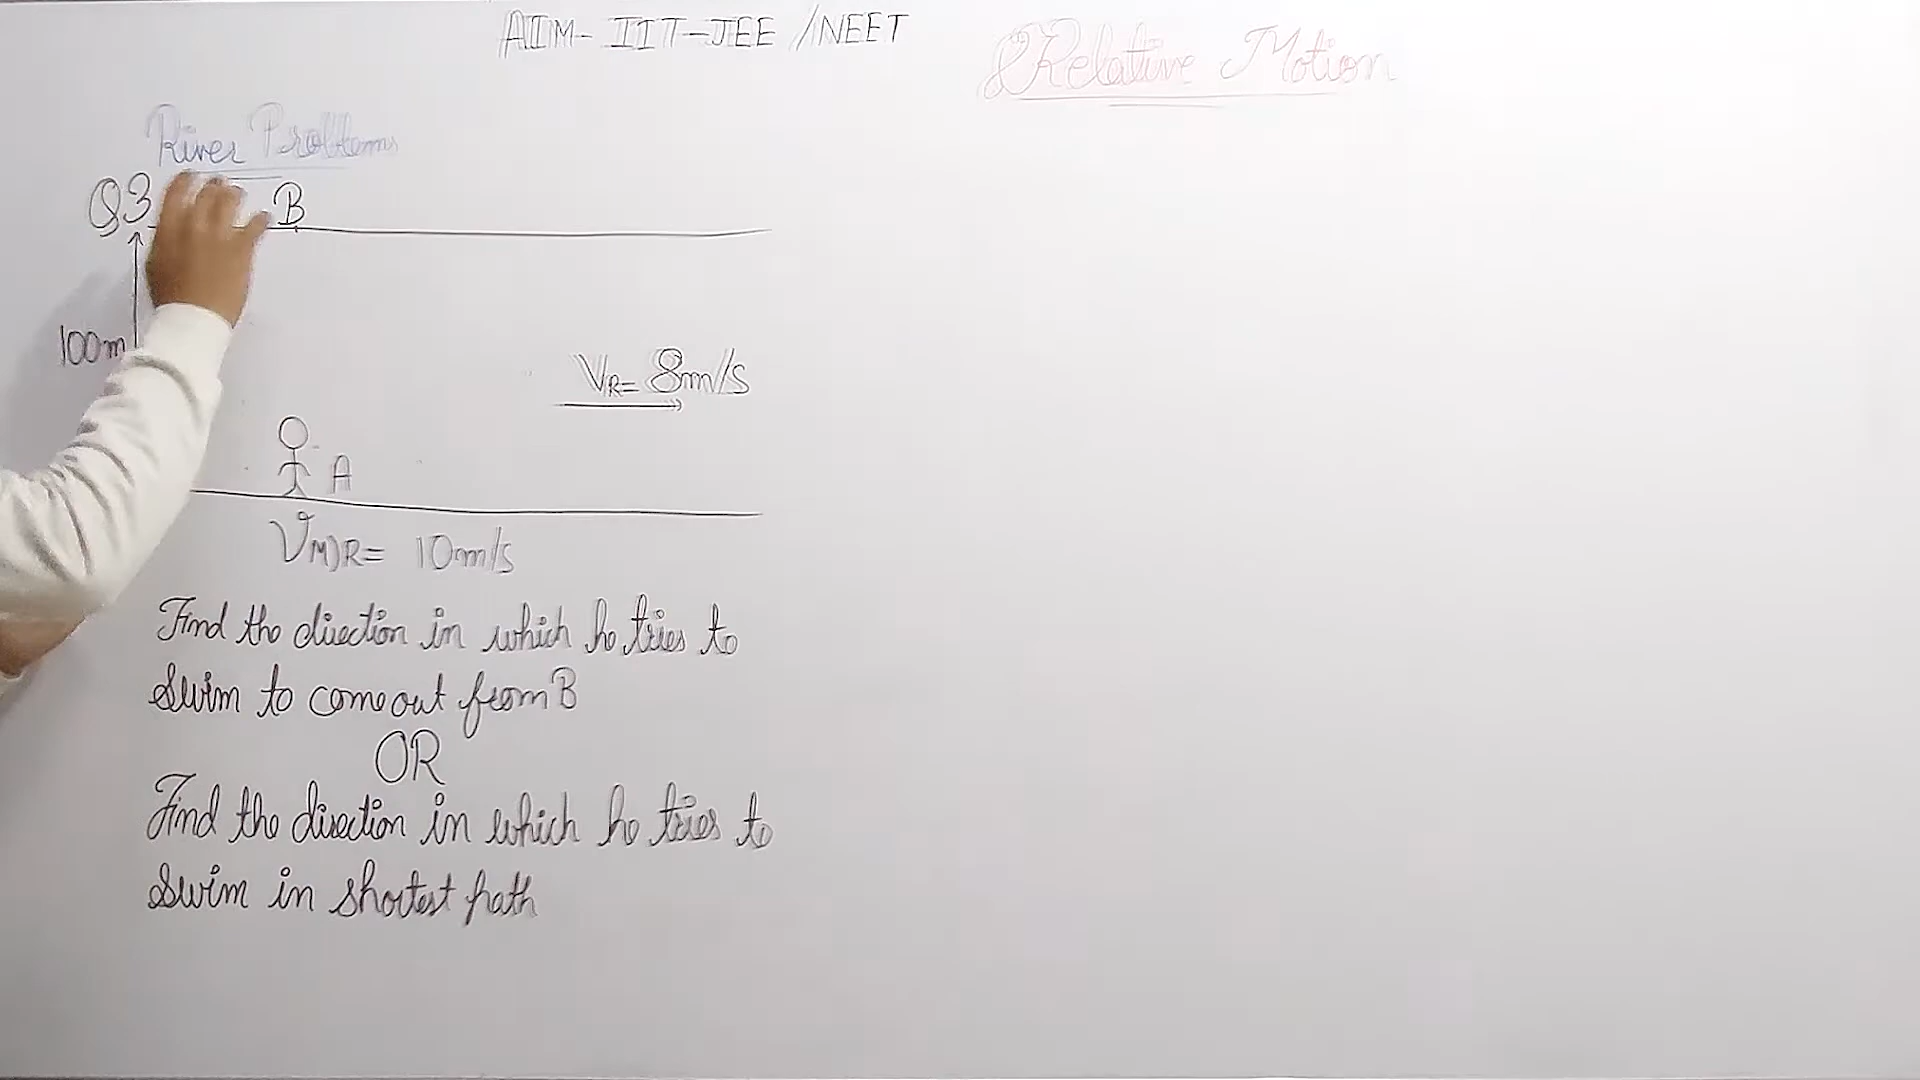 AIM- IIT-JEE /NEET
Relative Motion
River Problems
Q3
B
100m
VR= 8m/s
A
VM/R= 10m/s
Find the direction in which he tries to
Swim to come out from B
OR
Find the direction in which he tries to
Swim in shortest path